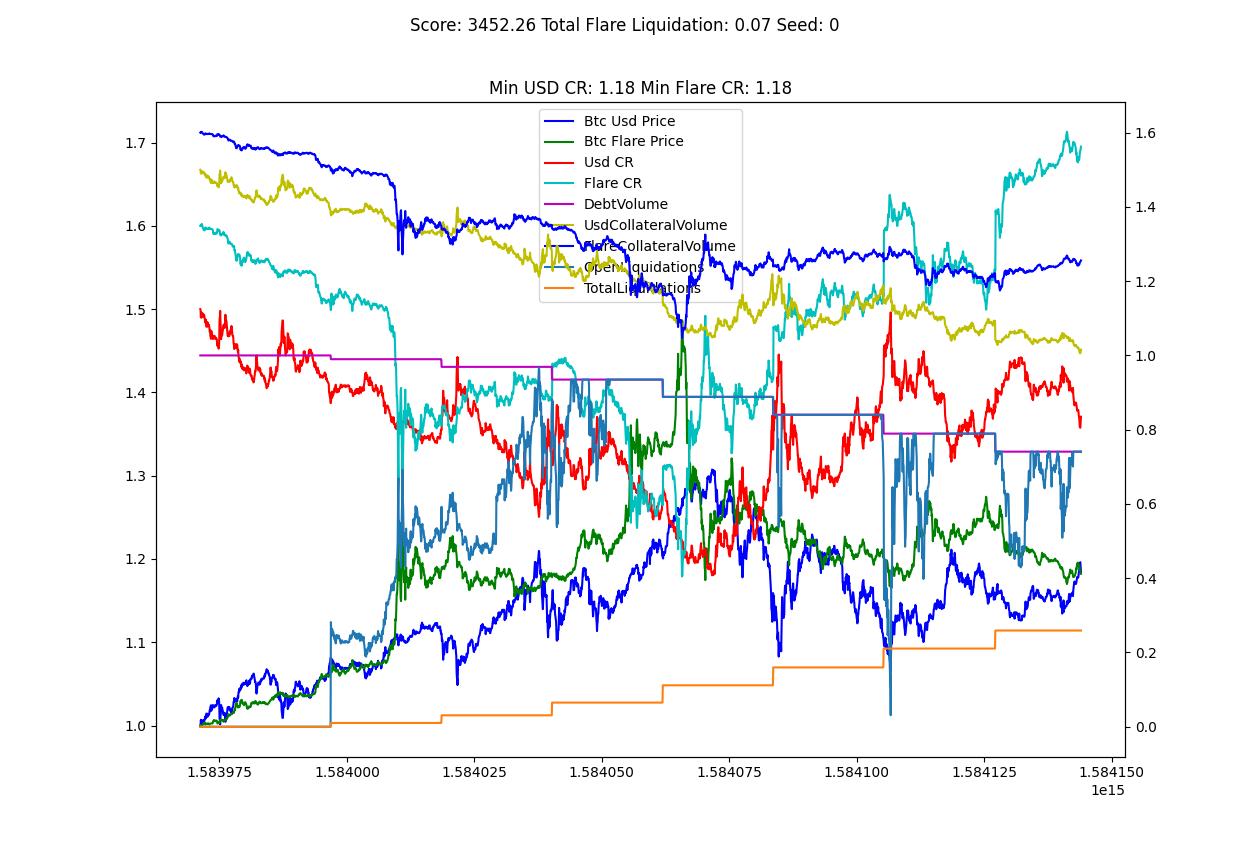 Score: 3452.26 Total Flare Liquidation: 0.07 Seed: 0
Min USD CR: 1.18 Min Flare CR: 1.18
Btc Usd Price
Btc Flare Price
Usd CR
Flare CR
DebtVolume
UsdCollateralVolume
FlareCollateralVolume
OpenLiquidations
TotalLiquidations
1.7
1.6
1.5
1.4
1.3
1.2
1.1
1.0
1.6
1.4
1.2
1.0
0.8
0.6
0.4
0.2
0.0
1.583975 1.584000 1.584025 1.584050 1.584075 1.584100 1.584125 1.584150
1e15